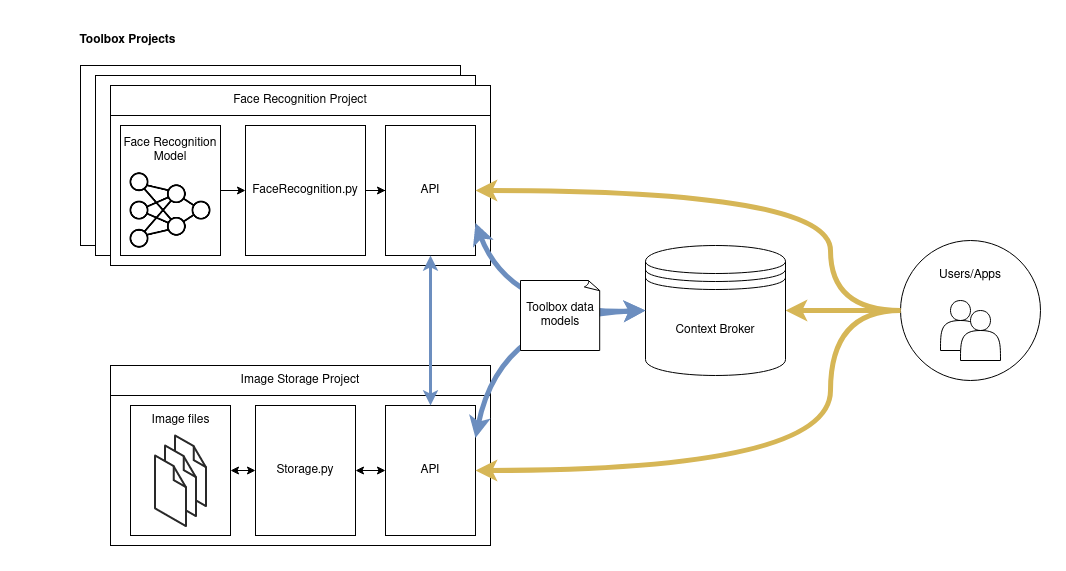 Toolbox Projects
Face Recognition Project
Face Recognition
Model
FaceRecognition.py
API
Users/Apps
Toolbox data
models
Context Broker
Image Storage Project
Image files
Storage.py
API